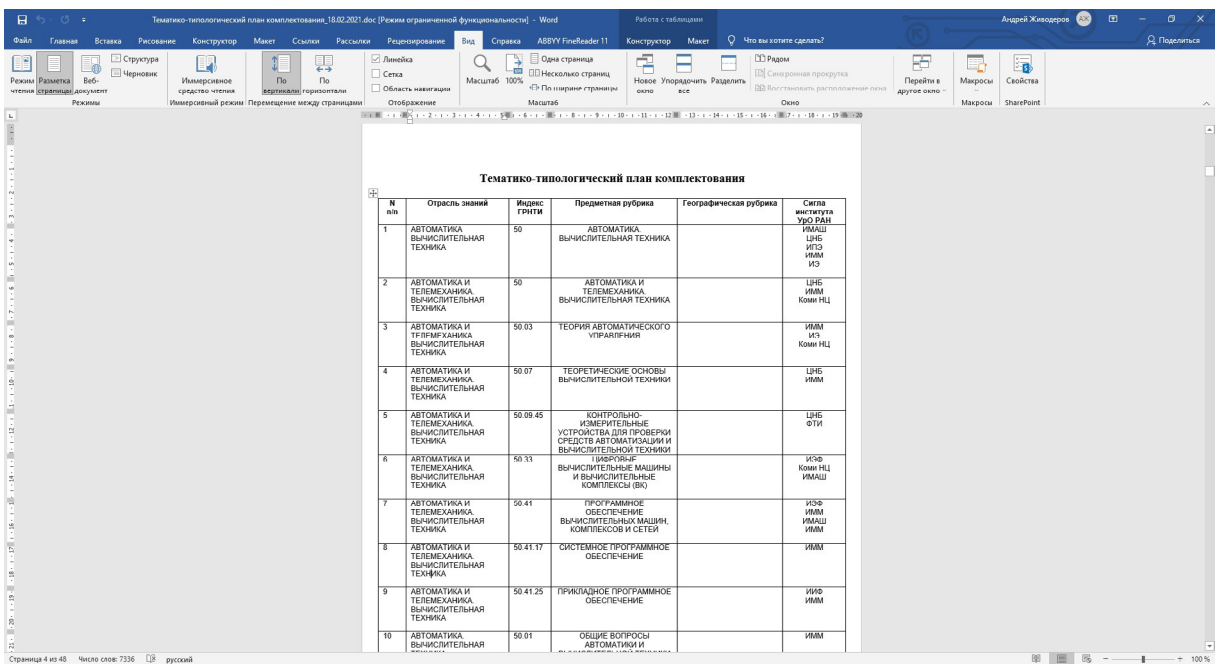 Тематико-типологический план комплектования_18.02.2021.doc [Режим ограниченной функциональности] - Word
Работа с таблицами
Андрей Живодеров
АЖ
Файл Главная Вставка Рисование Конструктор Макет Ссылки Рассылки Рецензирование Вид Справка ABBYY FineReader 11 Конструктор Макет Что вы хотите сделать? Поделиться
Режим чтения
Разметка страницы
Веб-документ
Структура
Черновик
Режимы
Иммерсивное средство чтения
Иммерсивный режим
По вертикали
По горизонтали
Перемещение между страницами
Линейка
Сетка
Область навигации
Отображение
Масштаб
100%
Одна страница
Несколько страниц
По ширине страницы
Масштаб
Новое окно
Упорядочить все
Разделить
Рядом
Синхронная прокрутка
Восстановить расположение окна
Окно
Перейти в другое окно
Макросы
Макросы
Свойства
SharePoint
Тематико-типологический план комплектования
N п/п
Отрасль знаний
Индекс ГРНТИ
Предметная рубрика
Географическая рубрика
Сигла института УрО РАН
1
АВТОМАТИКА
ВЫЧИСЛИТЕЛЬНАЯ
ТЕХНИКА
50
АВТОМАТИКА.
ВЫЧИСЛИТЕЛЬНАЯ ТЕХНИКА
ИМАШ
ЦНБ
ИПЭ
ИММ
ИЭ
2
АВТОМАТИКА И
ТЕЛЕМЕХАНИКА.
ВЫЧИСЛИТЕЛЬНАЯ
ТЕХНИКА
50
АВТОМАТИКА И
ТЕЛЕМЕХАНИКА.
ВЫЧИСЛИТЕЛЬНАЯ ТЕХНИКА
ЦНБ
ИММ
Коми НЦ
3
АВТОМАТИКА И
ТЕЛЕМЕХАНИКА
ВЫЧИСЛИТЕЛЬНАЯ
ТЕХНИКА
50.03
ТЕОРИЯ АВТОМАТИЧЕСКОГО
УПРАВЛЕНИЯ
ИММ
ИЭ
Коми НЦ
4
АВТОМАТИКА И
ТЕЛЕМЕХАНИКА.
ВЫЧИСЛИТЕЛЬНАЯ
ТЕХНИКА
50.07
ТЕОРЕТИЧЕСКИЕ ОСНОВЫ
ВЫЧИСЛИТЕЛЬНОЙ ТЕХНИКИ
ЦНБ
ИММ
5
АВТОМАТИКА И
ТЕЛЕМЕХАНИКА.
ВЫЧИСЛИТЕЛЬНАЯ
ТЕХНИКА
50.09.45
КОНТРОЛЬНО-
ИЗМЕРИТЕЛЬНЫЕ
УСТРОЙСТВА ДЛЯ ПРОВЕРКИ
СРЕДСТВ АВТОМАТИЗАЦИИ И
ВЫЧИСЛИТЕЛЬНОЙ ТЕХНИКИ
ЦНБ
ФТИ
6
АВТОМАТИКА И
ТЕЛЕМЕХАНИКА.
ВЫЧИСЛИТЕЛЬНАЯ
ТЕХНИКА
50.33
ЦИФРОВЫЕ
ВЫЧИСЛИТЕЛЬНЫЕ МАШИНЫ
И ВЫЧИСЛИТЕЛЬНЫЕ
КОМПЛЕКСЫ (ВК)
ИЭФ
Коми НЦ
ИМАШ
7
АВТОМАТИКА И
ТЕЛЕМЕХАНИКА.
ВЫЧИСЛИТЕЛЬНАЯ
ТЕХНИКА
50.41
ПРОГРАММНОЕ
ОБЕСПЕЧЕНИЕ
ВЫЧИСЛИТЕЛЬНЫХ МАШИН,
КОМПЛЕКСОВ И СЕТЕЙ
ИЭФ
ИММ
ИМАШ
ИММ
8
АВТОМАТИКА И
ТЕЛЕМЕХАНИКА.
ВЫЧИСЛИТЕЛЬНАЯ
ТЕХНИКА
50.41.17
СИСТЕМНОЕ ПРОГРАММНОЕ
ОБЕСПЕЧЕНИЕ
ИММ
9
АВТОМАТИКА И
ТЕЛЕМЕХАНИКА.
ВЫЧИСЛИТЕЛЬНАЯ
ТЕХНИКА
50.41.25
ПРИКЛАДНОЕ ПРОГРАММНОЕ
ОБЕСПЕЧЕНИЕ
ИИФ
ИММ
10
АВТОМАТИКА.
ВЫЧИСЛИТЕЛЬНАЯ
50.01
ОБЩИЕ ВОПРОСЫ
АВТОМАТИКИ И
ИММ
Страница 4 из 48 Число слов: 7336 русский
100 %